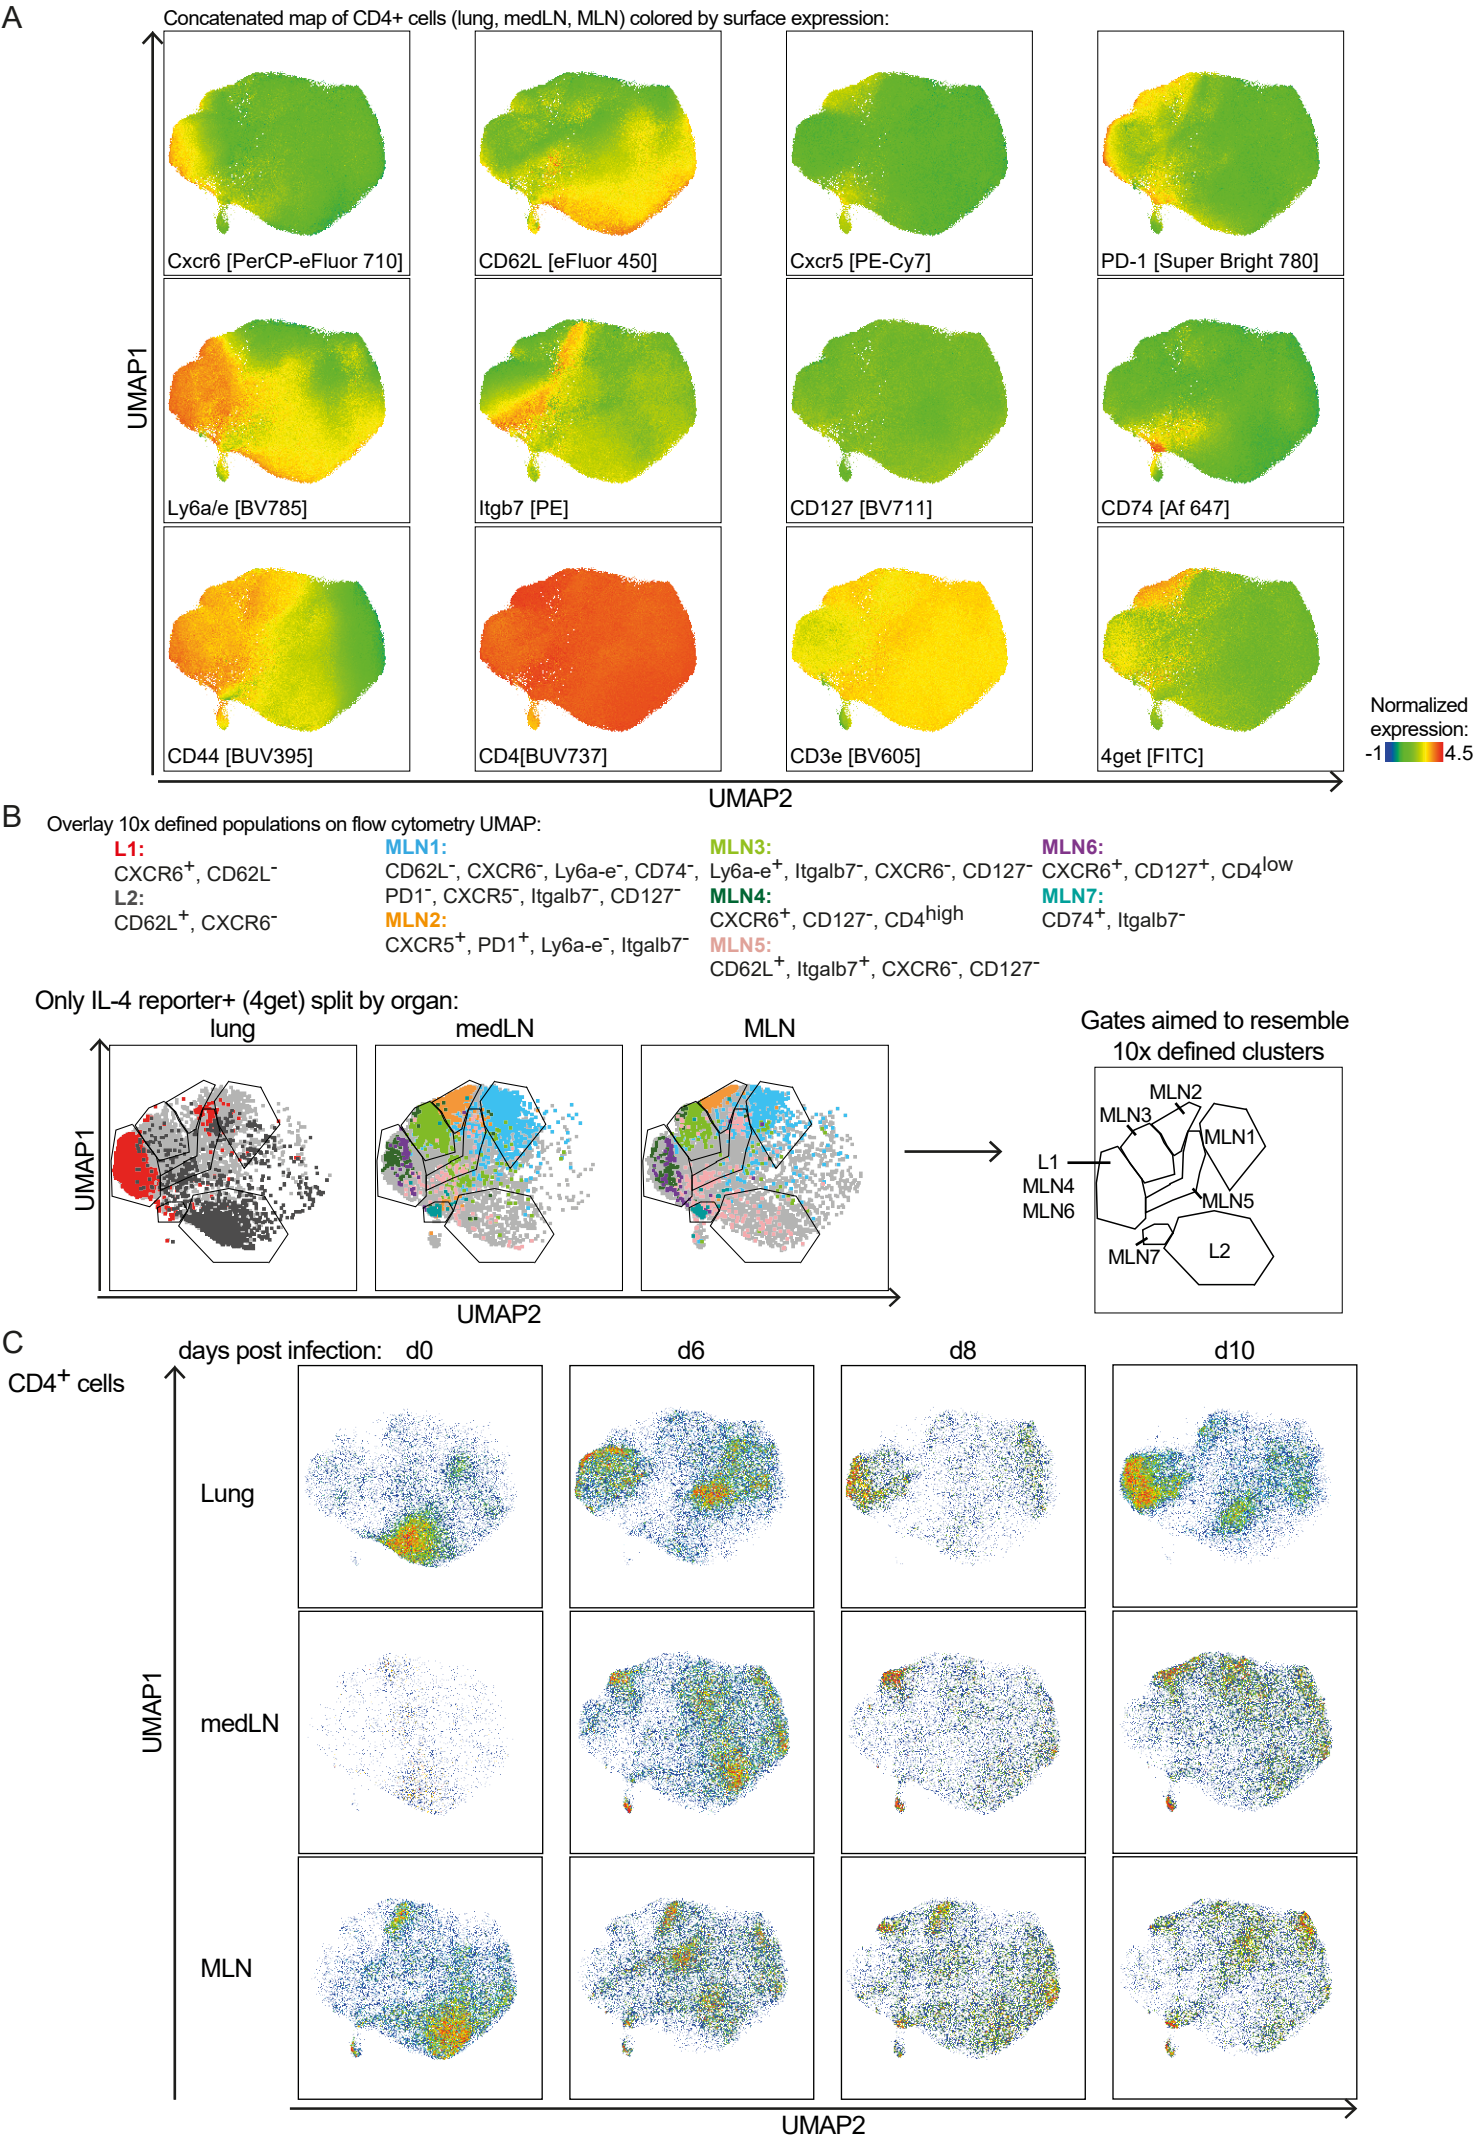 A
Concatenated map of CD4+ cells (lung, medLN, MLN) colored by surface expression:
Cxcr6 [PerCP-eFluor 710]
CD62L [eFluor 450]
Cxcr5 [PE-Cy7]
PD-1 [Super Bright 780]
UMAP1
Ly6a/e [BV785]
Itgb7 [PE]
CD127 [BV711]
CD74 [Af 647]
CD44 [BUV395]
CD4[BUV737]
CD3e [BV605]
4get [FITC]
Normalized
expression:
-1 4.5
UMAP2
B
Overlay 10x defined populations on flow cytometry UMAP:
L1:
CXCR6+, CD62L-
L2:
CD62L+, CXCR6-
MLN1:
CD62L-, CXCR6-, Ly6a-e-, CD74-,
PD1-, CXCR5-, Itgalb7-, CD127-
MLN2:
CXCR5+, PD1+, Ly6a-e-, Itgalb7-
MLN3:
Ly6a-e+, Itgalb7-, CXCR6-, CD127-
MLN4:
CXCR6+, CD127-, CD4high
MLN5:
CD62L+, Itgalb7+, CXCR6-, CD127-
MLN6:
CXCR6+, CD127+, CD4low
MLN7:
CD74+, Itgalb7-
Only IL-4 reporter+ (4get) split by organ:
lung
medLN
MLN
Gates aimed to resemble
10x defined clusters
UMAP1
UMAP2
MLN2
MLN3
MLN1
L1
MLN4
MLN6
MLN5
MLN7
L2
C
days post infection:
d0
d6
d8
d10
CD4+ cells
Lung
medLN
MLN
UMAP1
UMAP2